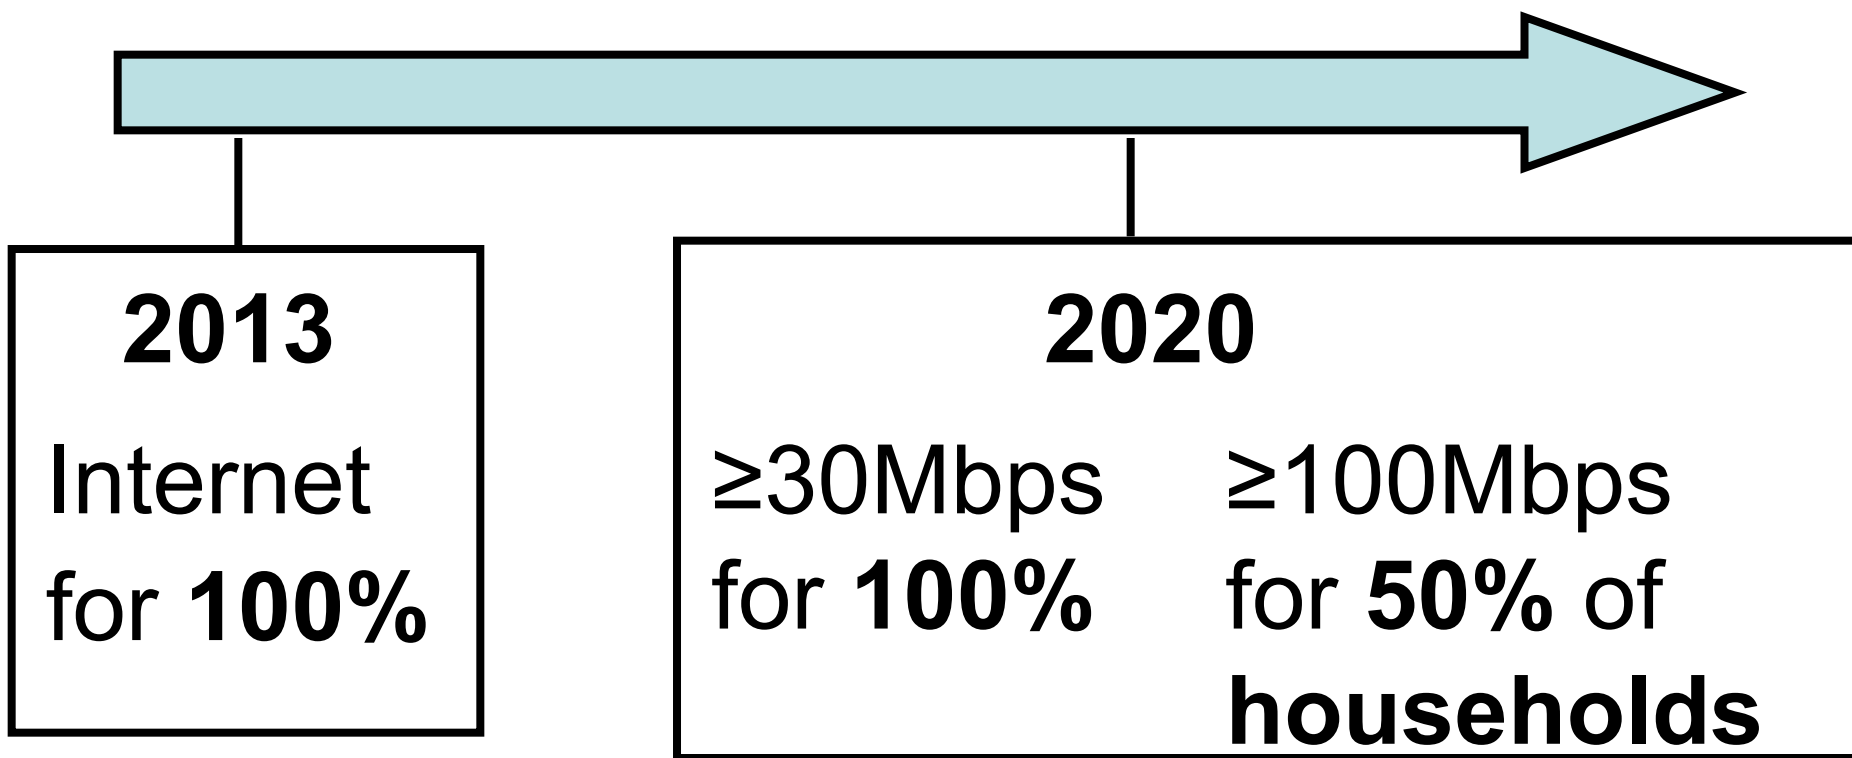 2013
Internet
for 100%
2020
≥30Mbps
for 100%
≥100Mbps
for 50% of
households